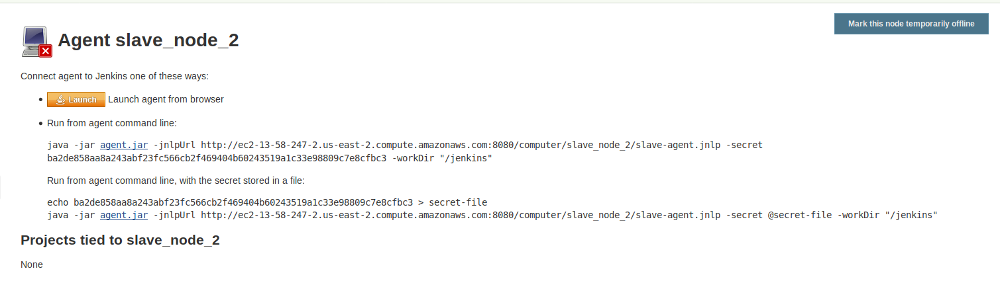 Mark this node temporarily offline
Agent slave_node_2
Connect agent to Jenkins one of these ways:
Launch Launch agent from browser
Run from agent command line:
java -jar agent.jar -jnlpUrl http://ec2-13-58-247-2.us-east-2.compute.amazonaws.com:8080/computer/slave_node_2/slave-agent.jnlp -secret
ba2de858aa8a243abf23fc566cb2f469404b60243519a1c33e98809c7e8cfbc3 -workDir "/jenkins"
Run from agent command line, with the secret stored in a file:
echo ba2de858aa8a243abf23fc566cb2f469404b60243519a1c33e98809c7e8cfbc3 > secret-file
java -jar agent.jar -jnlpUrl http://ec2-13-58-247-2.us-east-2.compute.amazonaws.com:8080/computer/slave_node_2/slave-agent.jnlp -secret @secret-file -workDir "/jenkins"
Projects tied to slave_node_2
None